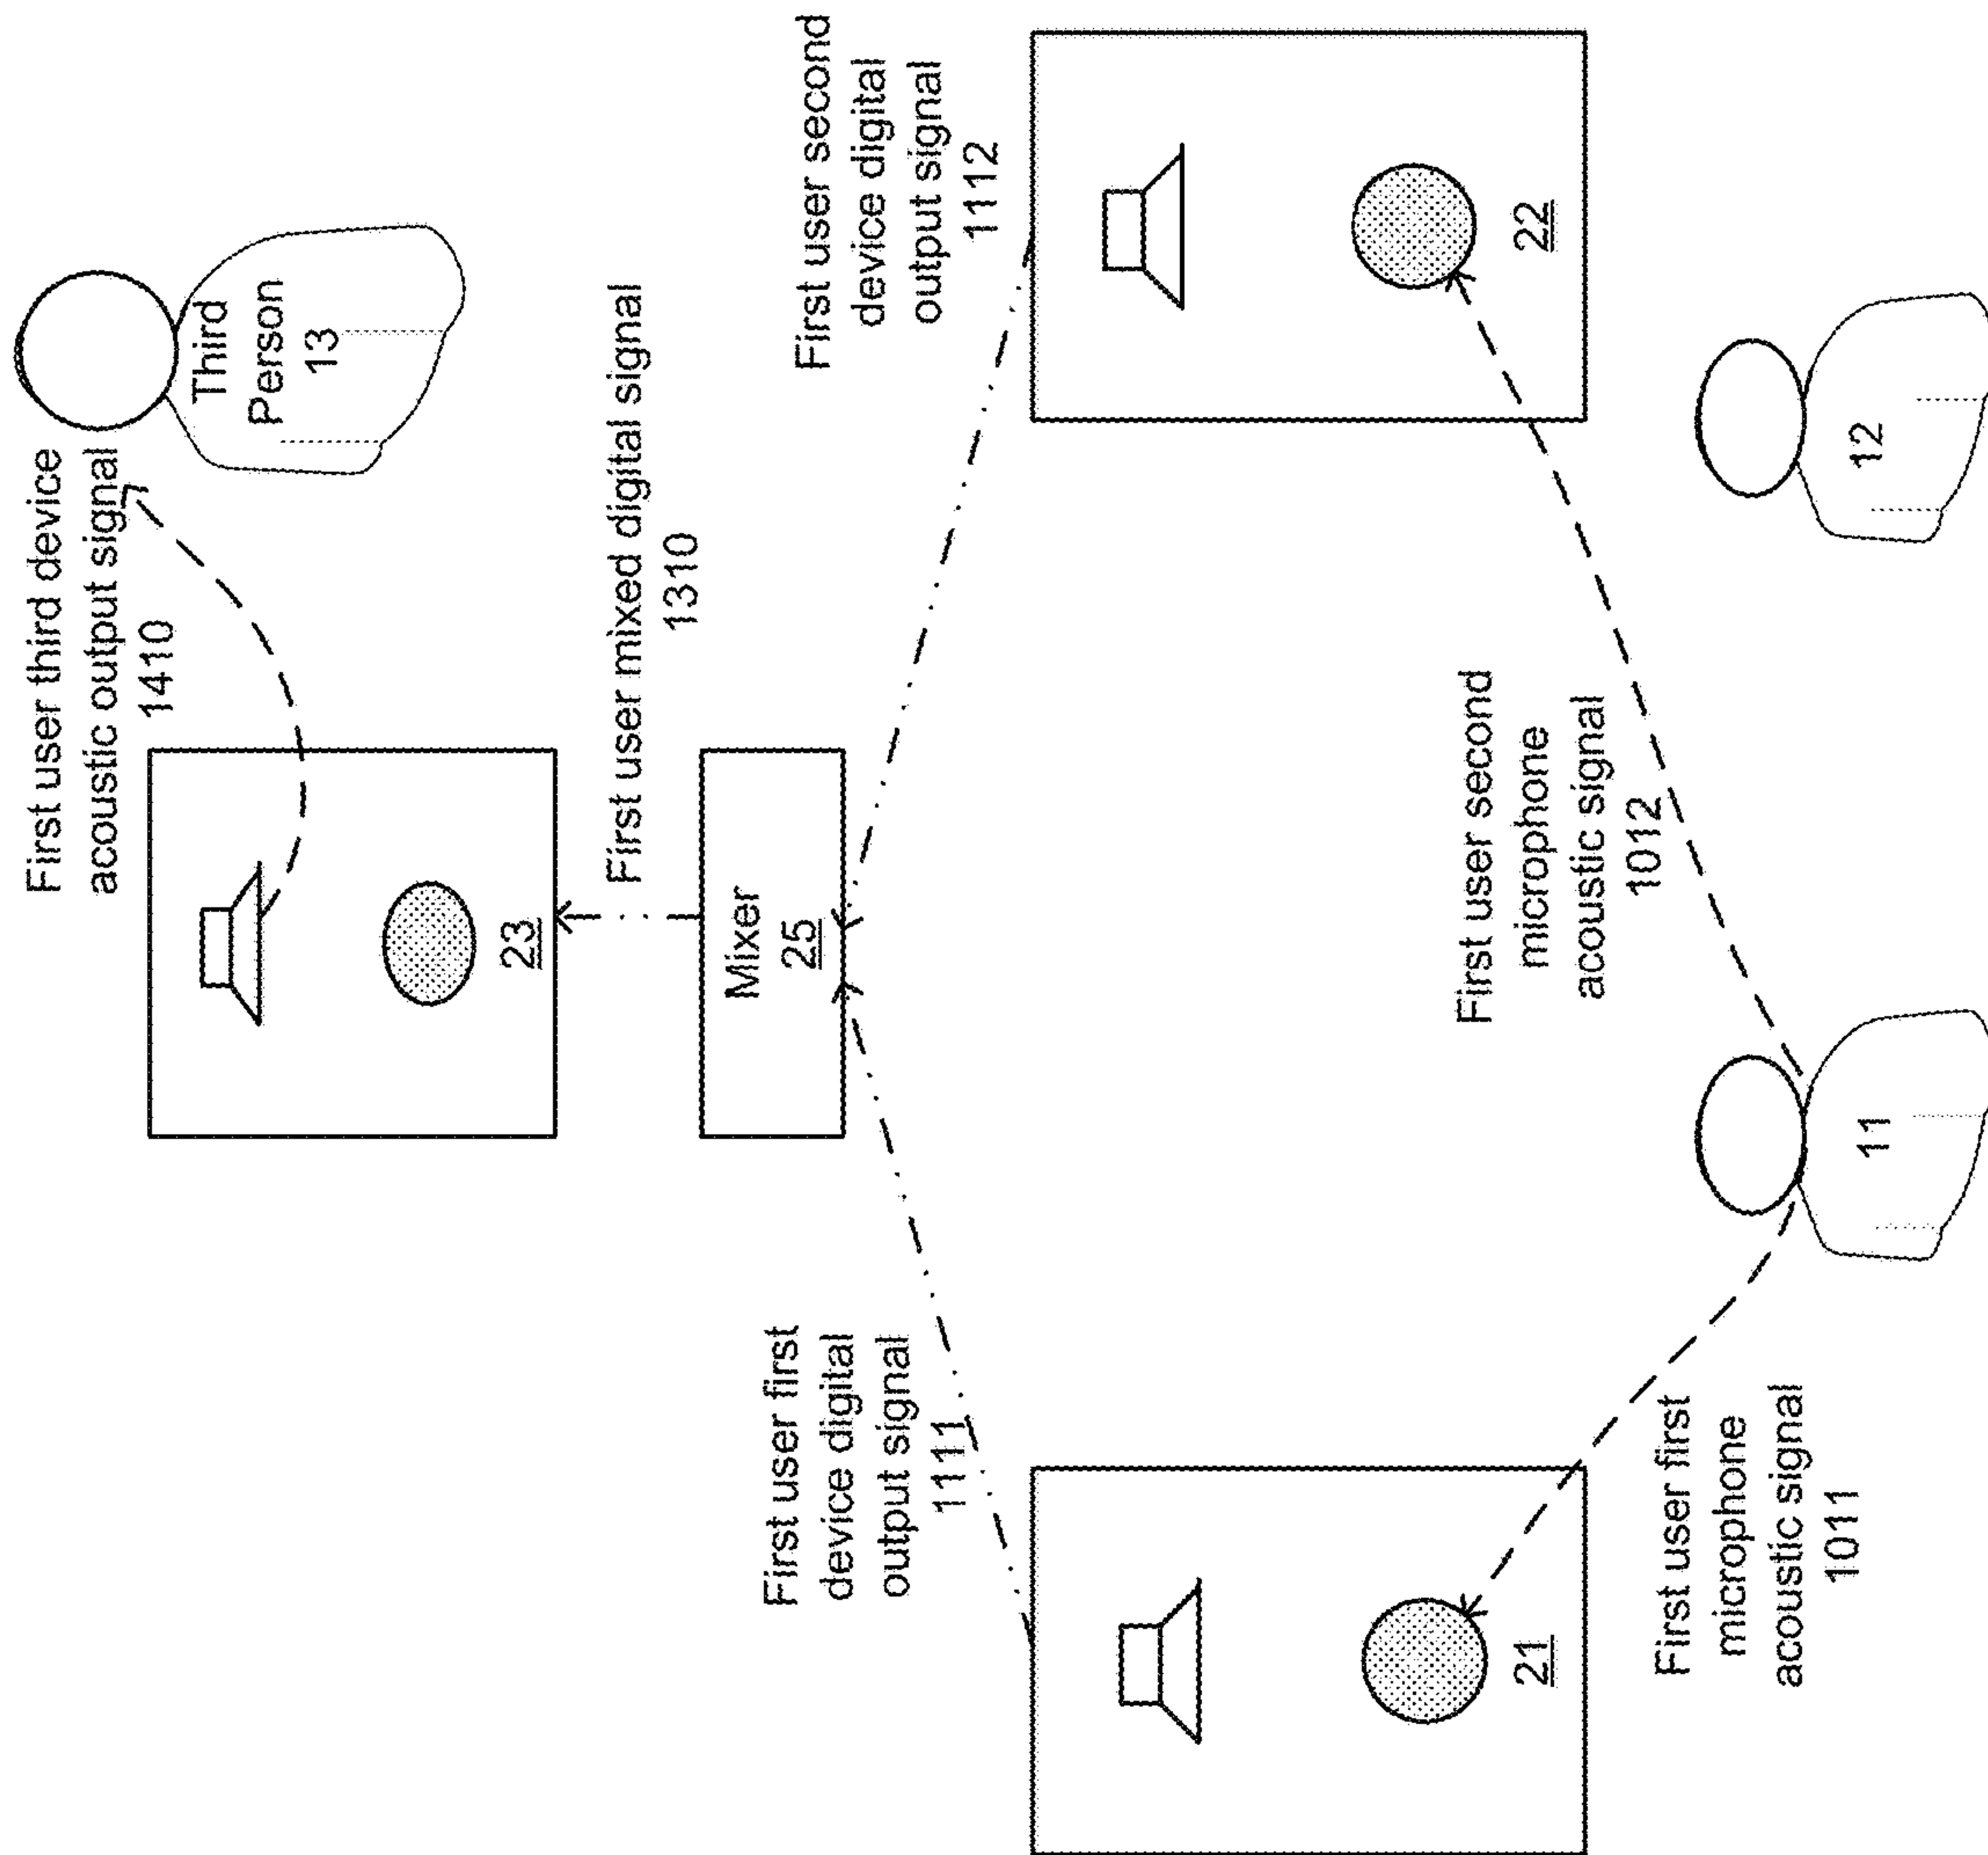 First user third device
acoustic output signal
1410
Third
Person
13
23
First user mixed digital signal
1310
Mixer
25
First user first
device digital
output signal
1111
First user second
device digital
output signal
1112
21
22
First user first
microphone
acoustic signal
1011
First user second
microphone
acoustic signal
1012
11
12